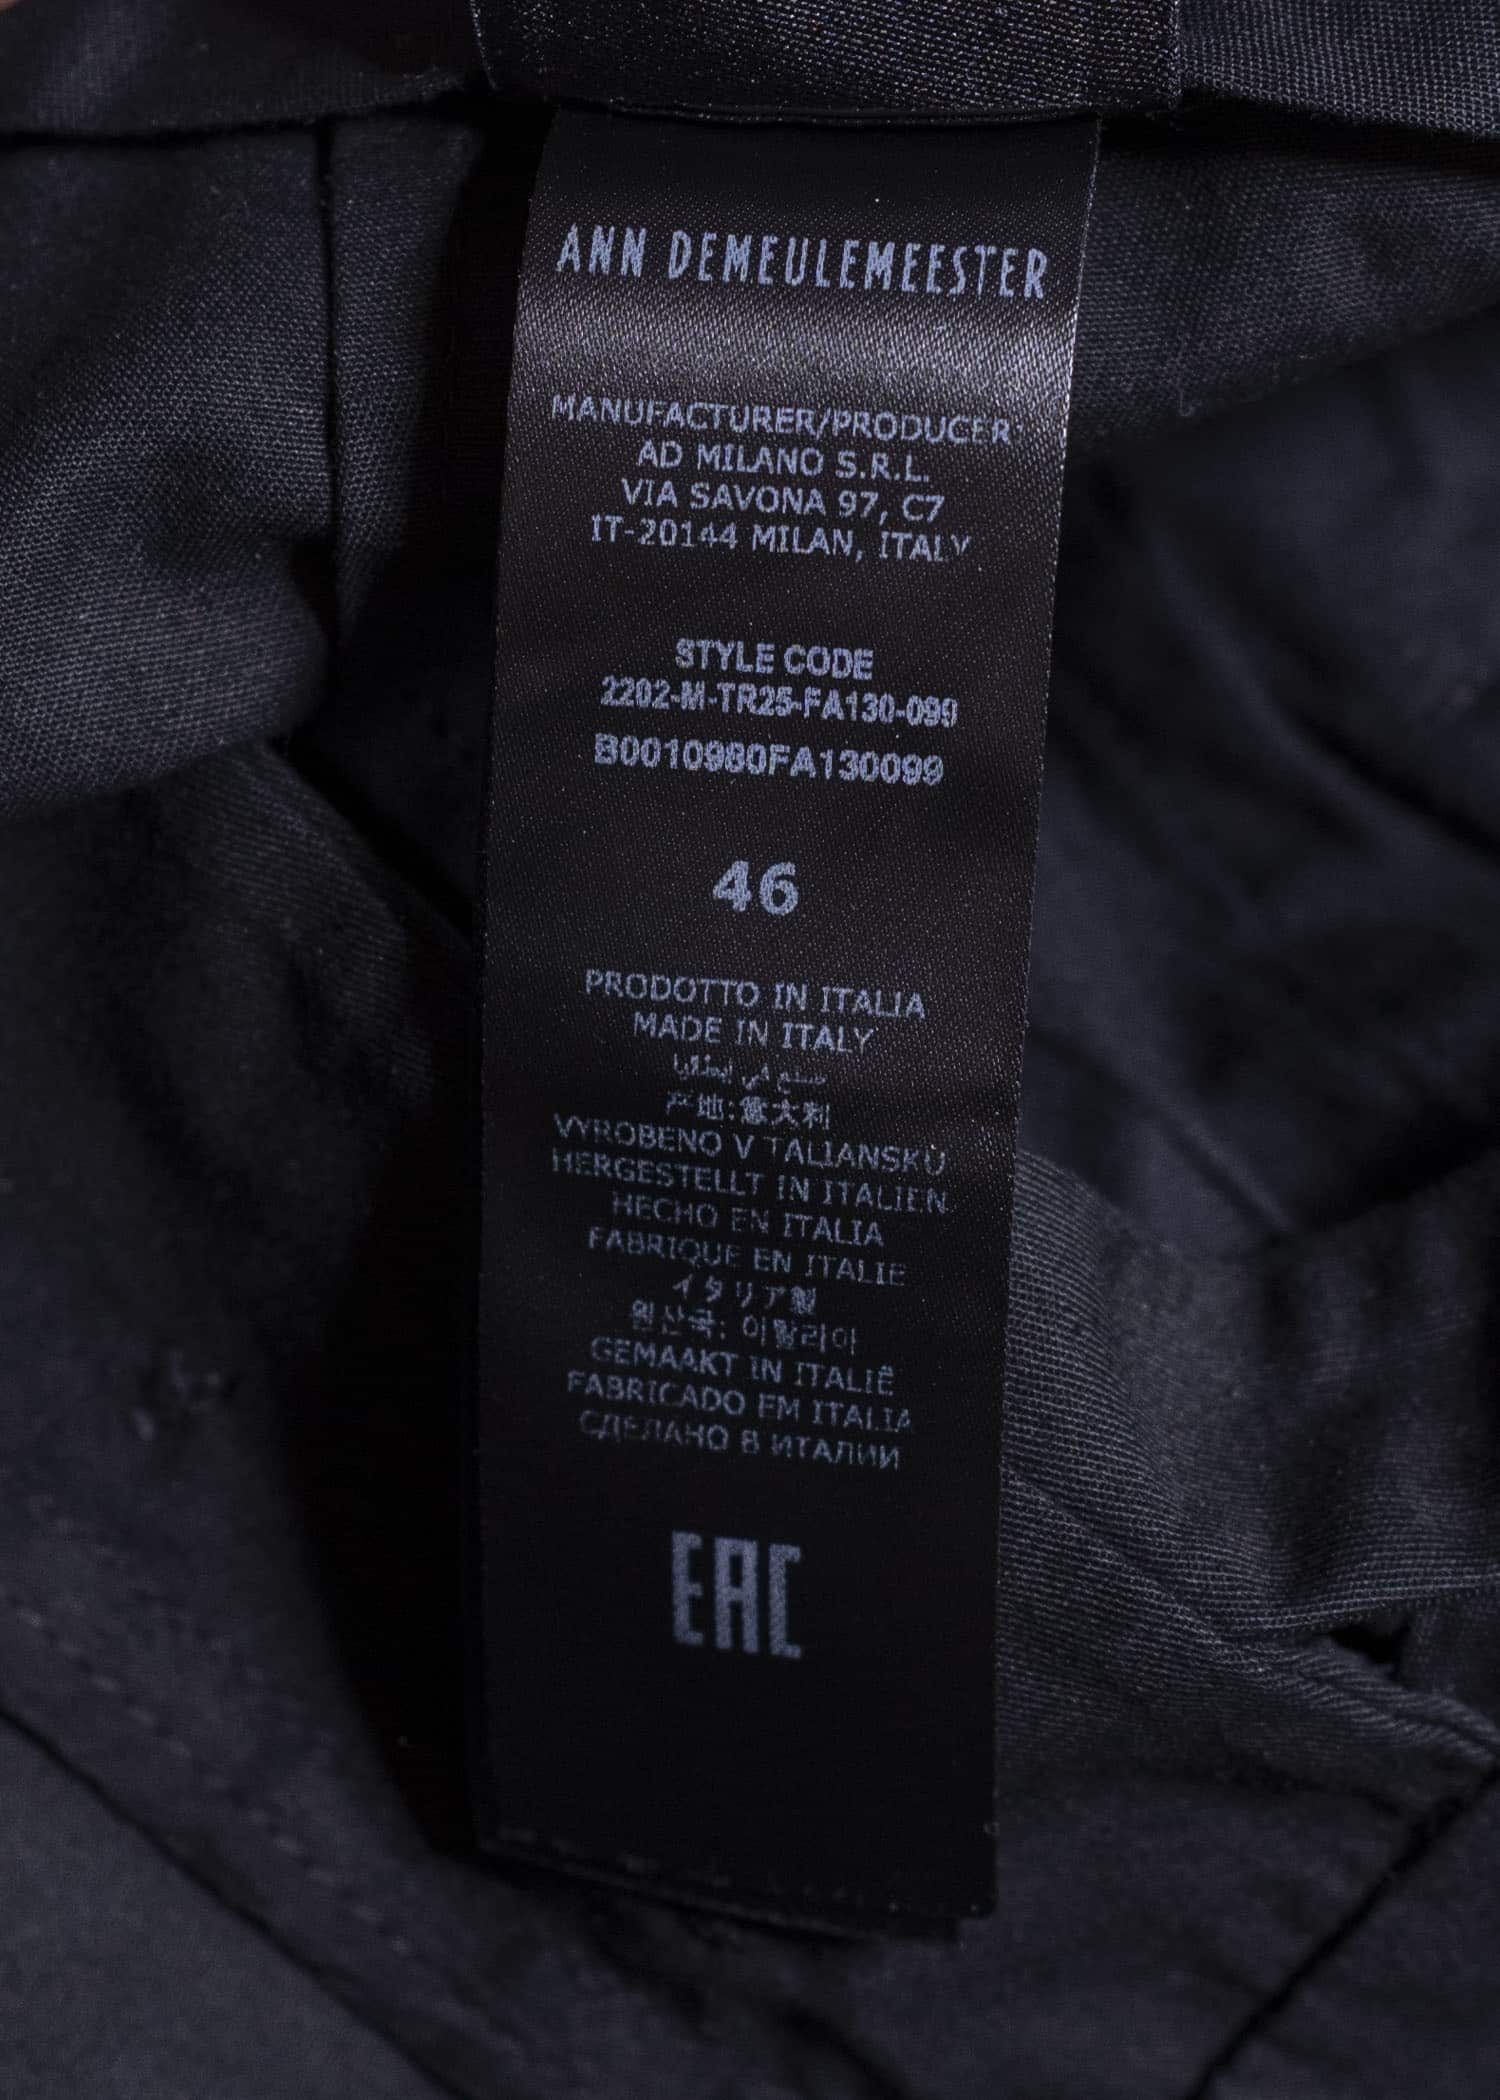 ANN DEMEULEMEESTER
MANUFACTURER/PRODUCER
AD MILANO S.R.L.
VIA SAVONA 97, C7
IT-20144 MILAN, ITALY
STYLE CODE
2202-M-TR25-FA130-099
B0010980FA130099
46
PRODOTTO IN ITALIA
MADE IN ITALY
صنع في إيطاليا
产地:意大利
VYROBENO V ITALIANSKÙ
HERGESTELLT IN ITALIEN
HECHO EN ITALIA
FABRIQUE EN ITALIE
イタリア製
원산국: 이탈리아
GEMAAKT IN ITALIË
FABRICADO EM ITALIA
СДЕЛАНО В ИТАЛИИ
EAC